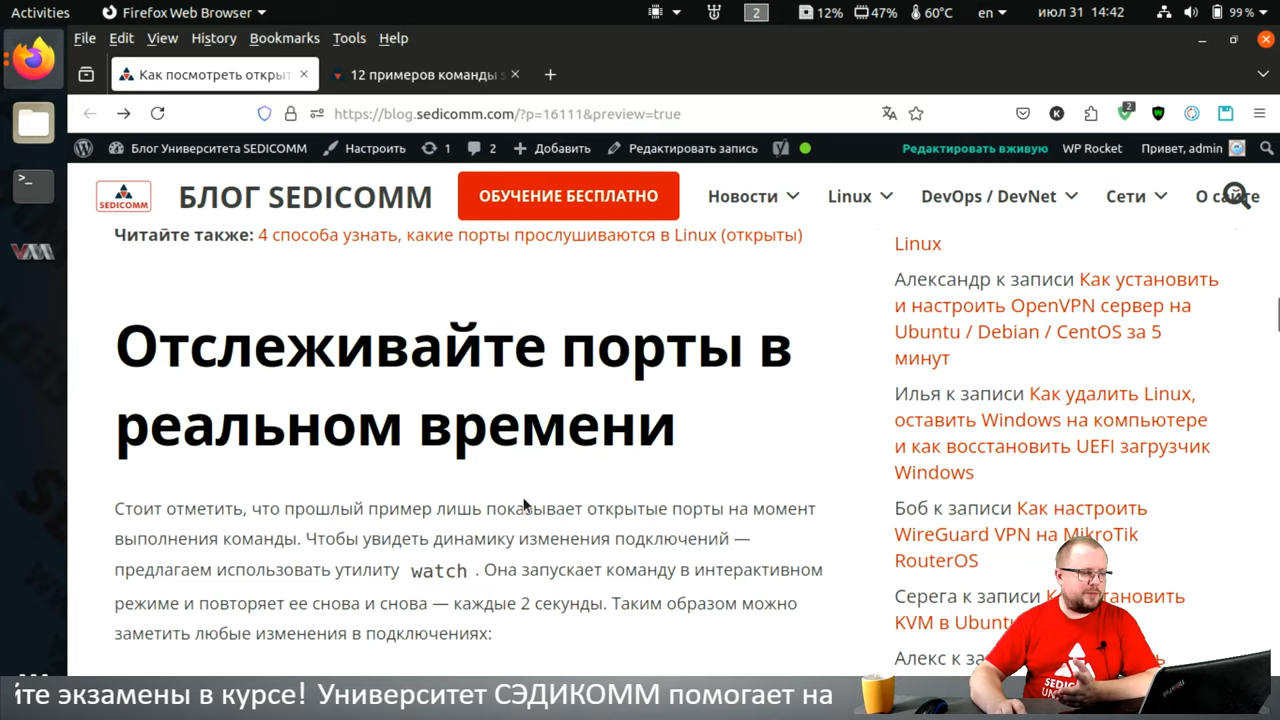 Activities Firefox Web Browser 2 12% 47% 60°C en июл 31 14:42 99 %
File Edit View History Bookmarks Tools Help
Как посмотреть открыт 12 примеров команды s
https://blog.sedicomm.com/?p=16111&preview=true 2
Блог Университета SEDICOMM Настроить 1 2 Добавить Редактировать запись Редактировать вживую WP Rocket Привет, admin
SEDICOMM БЛОГ SEDICOMM ОБУЧЕНИЕ БЕСПЛАТНО Новости Linux DevOps / DevNet Сети О сайте
Читайте также: 4 способа узнать, какие порты прослушиваются в Linux (открыты)
Отслеживайте порты в
реальном времени
Стоит отметить, что прошлый пример лишь показывает открытые порты на момент
выполнения команды. Чтобы увидеть динамику изменения подключений —
предлагаем использовать утилиту watch . Она запускает команду в интерактивном
режиме и повторяет ее снова и снова — каждые 2 секунды. Таким образом можно
заметить любые изменения в подключениях:
Linux
Александр к записи Как установить
и настроить OpenVPN сервер на
Ubuntu / Debian / CentOS за 5
минут
Илья к записи Как удалить Linux,
оставить Windows на компьютере
и как восстановить UEFI загрузчик
Windows
Боб к записи Как настроить
WireGuard VPN на MikroTik
RouterOS
Серега к записи
KVM в Ubuntu
Алекс к
SEDICOMM
йте экзамены в курсе! Университет СЭДИКОММ помогает на